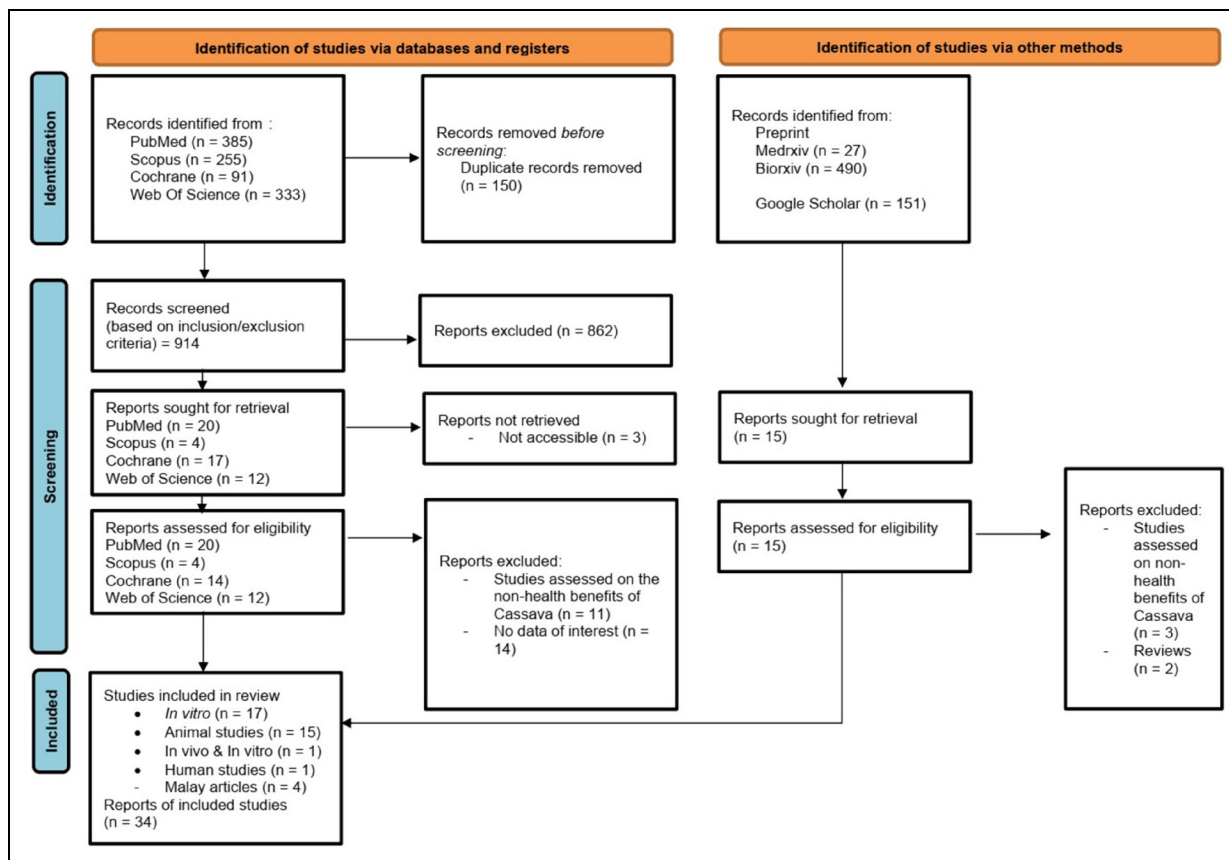 Identification of studies via databases and registers
Identification of studies via other methods
Identification
Records identified from :
PubMed (n = 385)
Scopus (n = 255)
Cochrane (n = 91)
Web Of Science (n = 333)
Records removed before
screening:
Duplicate records removed
(n = 150)
Records identified from:
Preprint
Medrxiv (n = 27)
Biorxiv (n = 490)
Google Scholar (n = 151)
Screening
Records screened
(based on inclusion/exclusion
criteria) = 914
Reports excluded (n = 862)
Reports sought for retrieval
PubMed (n = 20)
Scopus (n = 4)
Cochrane (n = 17)
Web of Science (n = 12)
Reports not retrieved
- Not accessible (n = 3)
Reports sought for retrieval
(n = 15)
Reports assessed for eligibility
PubMed (n = 20)
Scopus (n = 4)
Cochrane (n = 14)
Web of Science (n = 12)
Reports excluded:
- Studies assessed on the
non-health benefits of
Cassava (n = 11)
- No data of interest (n =
14)
Reports assessed for eligibility
(n = 15)
Reports excluded:
- Studies
assessed
on non-
health
benefits of
Cassava
(n = 3)
- Reviews
(n = 2)
Included
Studies included in review
• In vitro (n = 17)
• Animal studies (n = 15)
• In vivo & In vitro (n = 1)
• Human studies (n = 1)
- Malay articles (n = 4)
Reports of included studies
(n = 34)